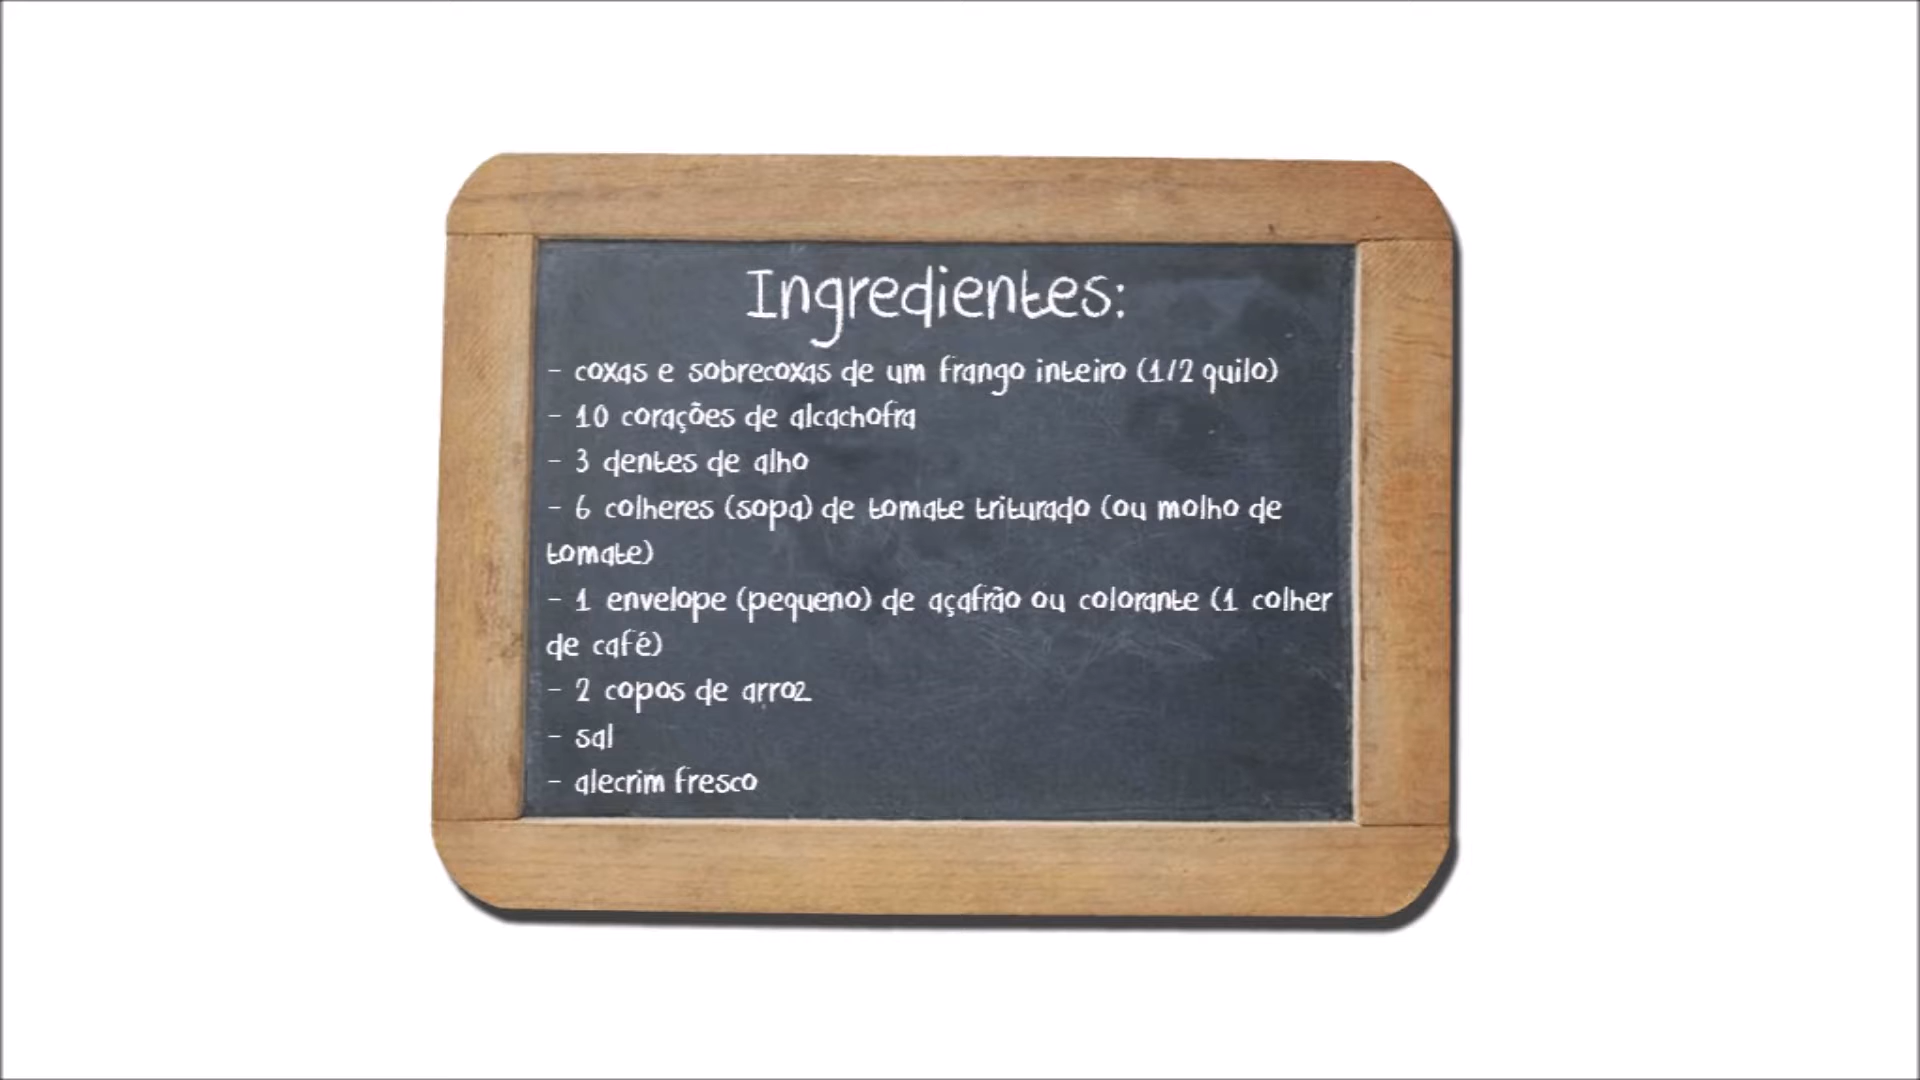 Ingredientes:
- coxas e sobrecoxas de um frango inteiro (1/2 quilo)
- 10 corações de alcachofra
- 3 dentes de alho
- 6 colheres (sopa) de tomate triturado (ou molho de
tomate)
- 1 envelope (pequeno) de açafrão ou colorante (1 colher
de café)
- 2 copos de arroz
- sal
- alecrim fresco